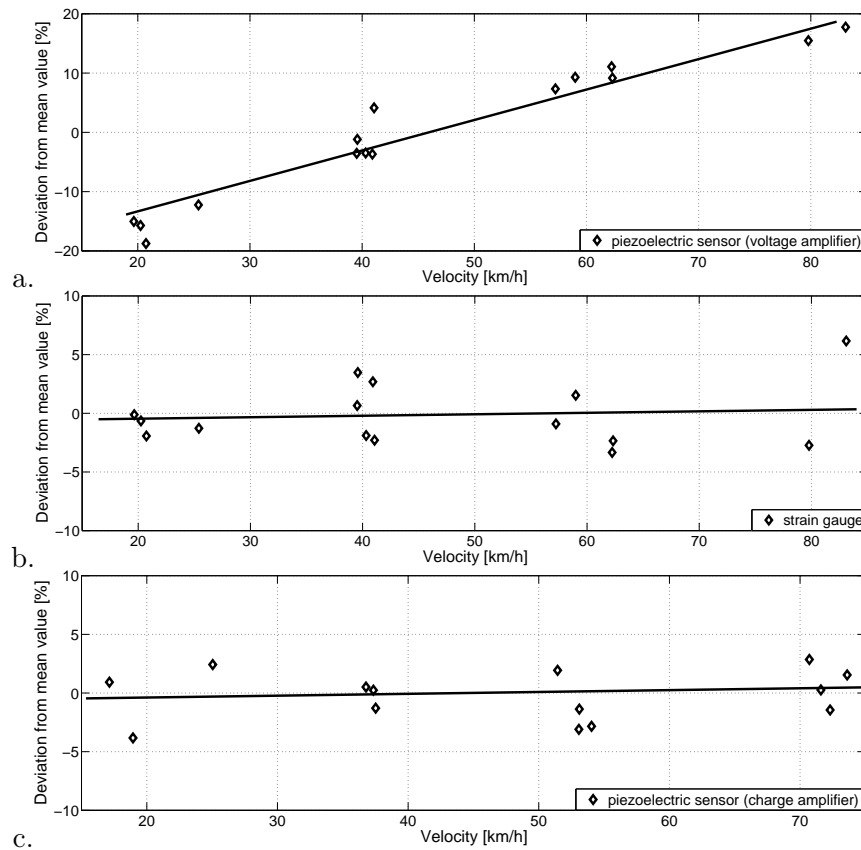 20
10
0
−10
−20
Deviation from mean value [%]
20 30 40 50 60 70 80
Velocity [km/h]
piezoelectric sensor (voltage amplifier)
a.
10
5
0
−5
−10
Deviation from mean value [%]
20 30 40 50 60 70 80
Velocity [km/h]
strain gauge
b.
10
5
0
−5
−10
Deviation from mean value [%]
20 30 40 50 60 70
Velocity [km/h]
piezoelectric sensor (charge amplifier)
c.